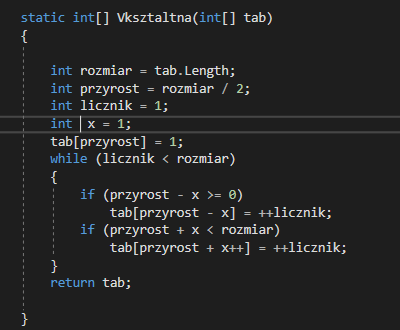 static int[] Vksztaltna(int[] tab)
{
int rozmiar = tab.Length;
int przyrost = rozmiar / 2;
int licznik = 1;
int x = 1;
tab[przyrost] = 1;
while (licznik < rozmiar)
{
if (przyrost - x >= 0)
tab[przyrost - x] = ++licznik;
if (przyrost + x < rozmiar)
tab[przyrost + x++] = ++licznik;
}
return tab;
}